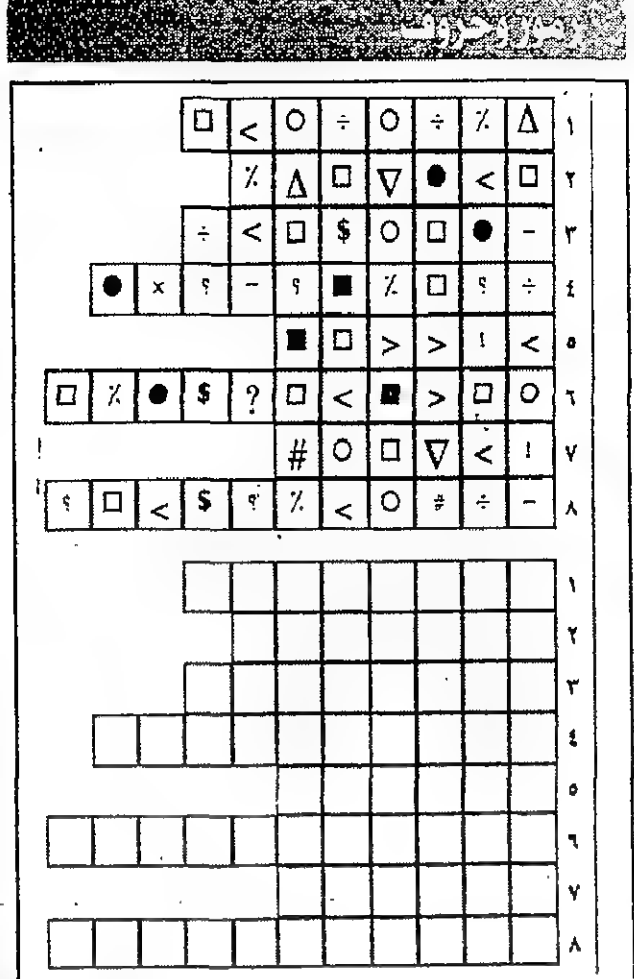 رموز وحروف
١ Δ ٪ ÷ ○ ÷ ○ < □
٢ □ < ● ▽ □ Δ ٪
٣ - ● □ ○ $ □ < ÷
٤ ÷ ؟ □ ٪ ■ ؟ - ؟ × ●
٥ < ! > > □ ■
٦ ○ □ > ■ < □ ? $ ● ٪ □
٧ ! < ▽ □ ○ #
٨ - ÷ # ○ < ٪ ؟ $ < □ ؟
١
٢
٣
٤
٥
٦
٧
٨